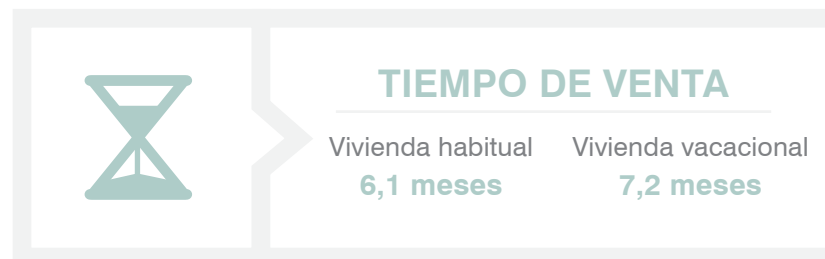 TIEMPO DE VENTA
Vivienda habitual Vivienda vacacional
6,1 meses 7,2 meses